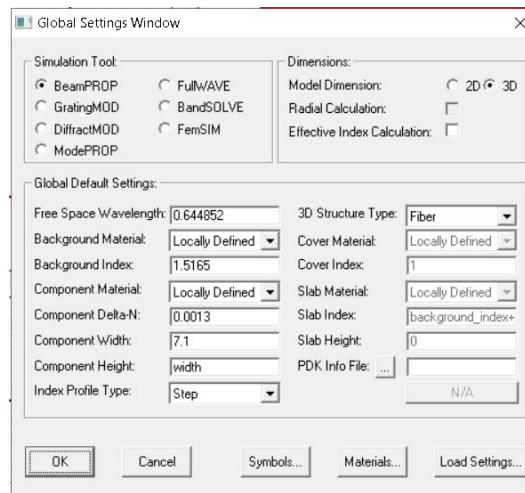 Global Settings Window
Simulation Tool:
BeamPROP FullWAVE
GratingMOD BandSOLVE
DiffractMOD FemSIM
ModePROP
Dimensions:
Model Dimension: 2D 3D
Radial Calculation:
Effective Index Calculation:
Global Default Settings:
Free Space Wavelength: 0.644852
Background Material: Locally Defined
Background Index: 1.5165
Component Material: Locally Defined
Component Delta-N: 0.0013
Component Width: 7.1
Component Height: width
Index Profile Type: Step
3D Structure Type: Fiber
Cover Material: Locally Defined
Cover Index: 1
Slab Material: Locally Defined
Slab Index: background_index+
Slab Height: 0
PDK Info File: ...
N/A
OK Cancel Symbols... Materials... Load Settings...